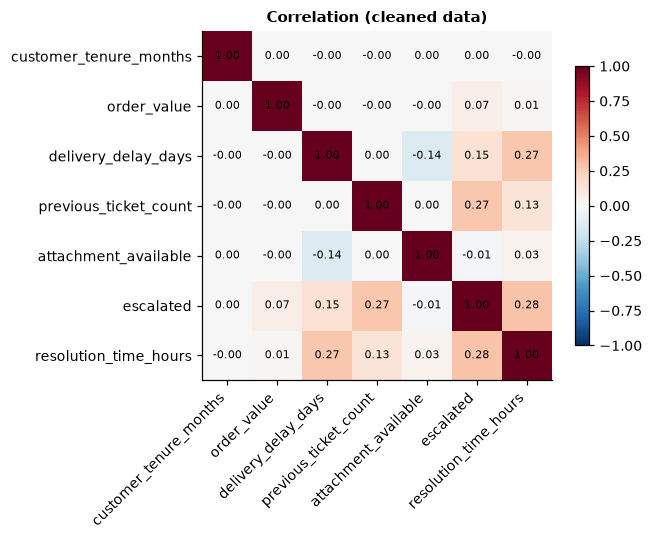 Correlation (cleaned data)
customer_tenure_months 1.00 0.00 -0.00 -0.00 0.00 0.00 -0.00
order_value 0.00 1.00 -0.00 -0.00 -0.00 0.07 0.01
delivery_delay_days -0.00 -0.00 1.00 0.00 -0.14 0.15 0.27
previous_ticket_count -0.00 -0.00 0.00 1.00 0.00 0.27 0.13
attachment_available 0.00 -0.00 -0.14 0.00 1.00 -0.01 0.03
escalated 0.00 0.07 0.15 0.27 -0.01 1.00 0.28
resolution_time_hours -0.00 0.01 0.27 0.13 0.03 0.28 1.00
customer_tenure_months
order_value
delivery_delay_days
previous_ticket_count
attachment_available
escalated
resolution_time_hours
1.00
0.75
0.50
0.25
0.00
−0.25
−0.50
−0.75
−1.00